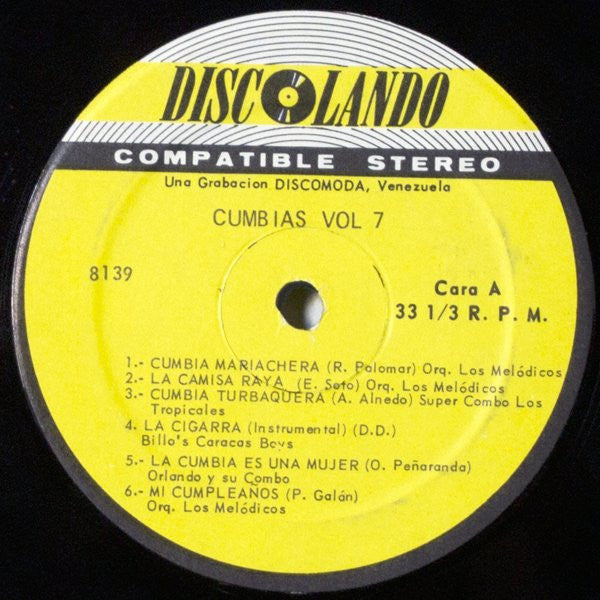 DISCOLANDO
COMPATIBLE STEREO
Una Grabacion DISCOMODA, Venezuela
CUMBIAS VOL 7
8139
Cara A
33 1/3 R. P. M.
1.- CUMBIA MARIACHERA (R. Palomar) Orq. Los Melódicos
2.- LA CAMISA RAYA (E. Soto) Orq. Los Melódicos
3.- CUMBIA TURBAQUERA (A. Alnedo) Super Combo Los
Tropicales
4. LA CIGARRA (Instrumental) (D.D.)
Billo's Caracas Boys
5.- LA CUMBIA ES UNA MUJER (O. Peñaranda)
Orlando y su Combo
6.- MI CUMPLEAÑOS (P. Galán)
Orq. Los Melódicos